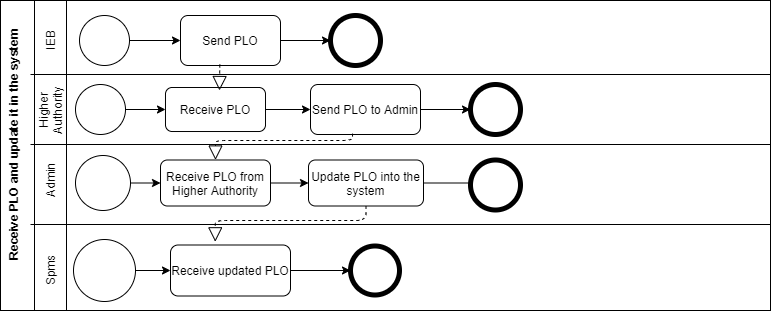 Receive PLO and update it in the system
IEB
Send PLO
Higher
Authority
Receive PLO
Send PLO to Admin
Admin
Receive PLO from
Higher Authority
Update PLO into the
system
Spms
Receive updated PLO